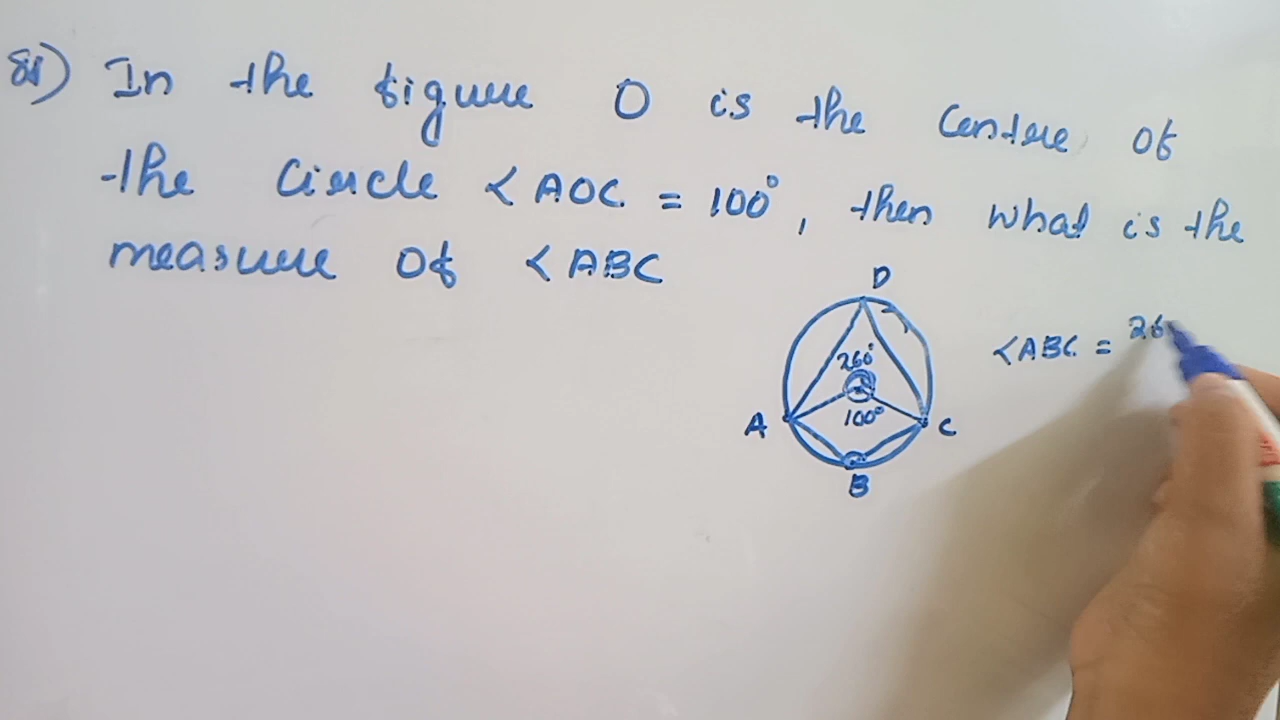 In the figure O is the centre of
the circle <AOC = 100°, then what is the
measure of <ABC
D
<ABC = 26
260°
100°
A
C
B